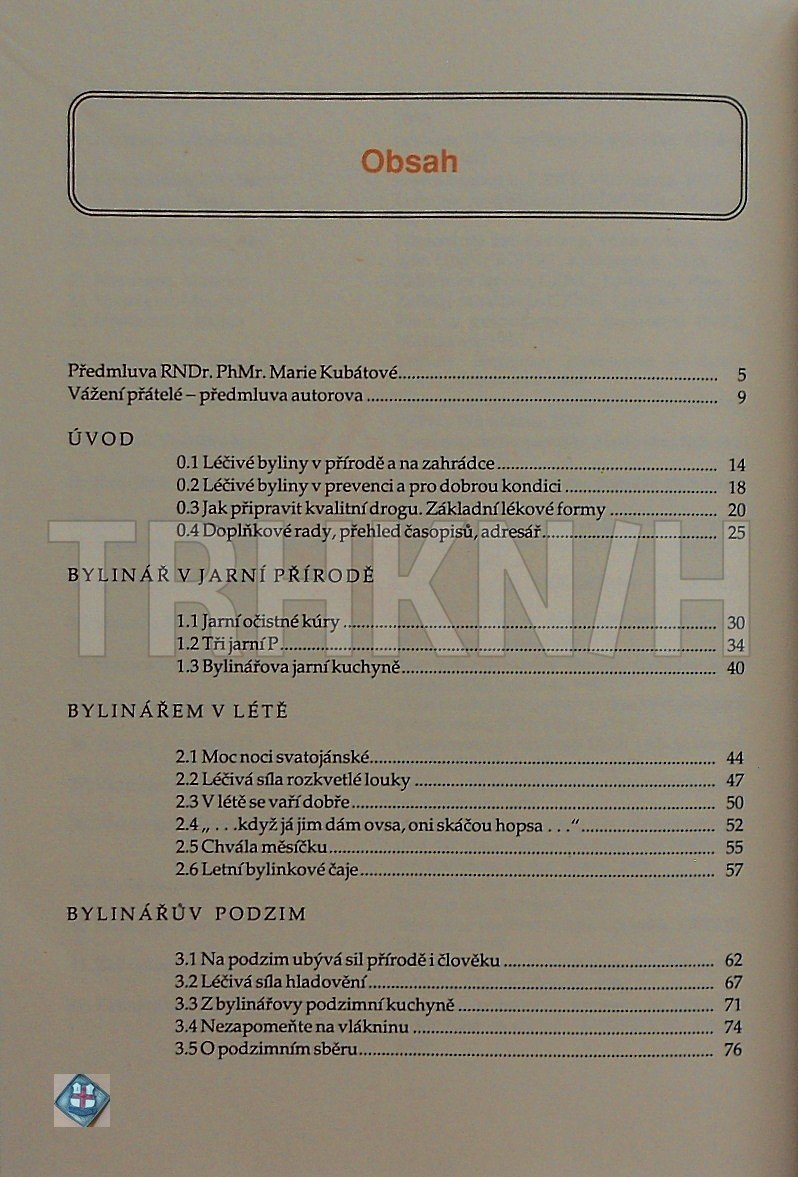 Obsah
Předmluva RNDr. PhMr. Marie Kubátové........ 5
Vážení přátelé – předmluva autorova........ 9
ÚVOD
0.1 Léčivé byliny v přírodě a na zahrádce........ 14
0.2 Léčivé byliny v prevenci a pro dobrou kondici........ 18
0.3 Jak připravit kvalitní drogu. Základní lékové formy........ 20
0.4 Doplňkové rady, přehled časopisů, adresář........ 25
TRHKNIH
BYLINÁŘ V JARNÍ PŘÍRODĚ
1.1 Jarní očistné kúry........ 30
1.2 Tři jarní P........ 34
1.3 Bylinářova jarní kuchyně........ 40
BYLINÁŘEM V LÉTĚ
2.1 Moc noci svatojánské........ 44
2.2 Léčivá síla rozkvetlé louky........ 47
2.3 V létě se vaří dobře........ 50
2.4 „. . .když já jim dám ovsa, oni skáčou hopsa . . .“........ 52
2.5 Chvála měsíčku........ 55
2.6 Letní bylinkové čaje........ 57
BYLINÁŘŮV PODZIM
3.1 Na podzim ubývá sil přírodě i člověku........ 62
3.2 Léčivá síla hladovění........ 67
3.3 Z bylinářovy podzimní kuchyně........ 71
3.4 Nezapomeňte na vlákninu........ 74
3.5 O podzimním sběru........ 76